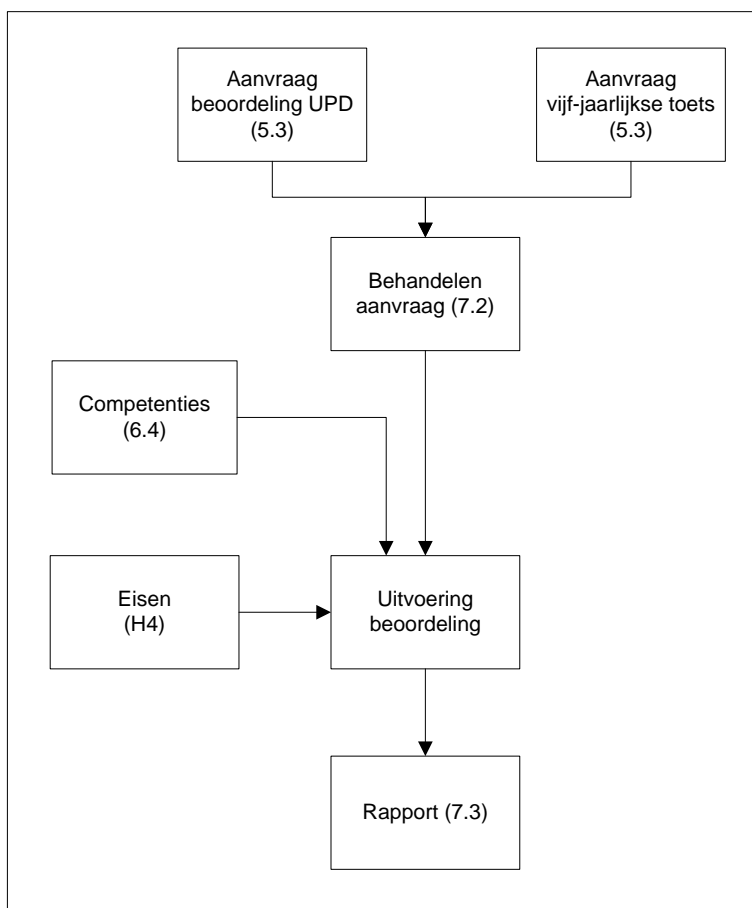 Aanvraag
beoordeling UPD
(5.3)
Aanvraag
vijf-jaarlijkse toets
(5.3)
Behandelen
aanvraag (7.2)
Competenties
(6.4)
Eisen
(H4)
Uitvoering
beoordeling
Rapport (7.3)